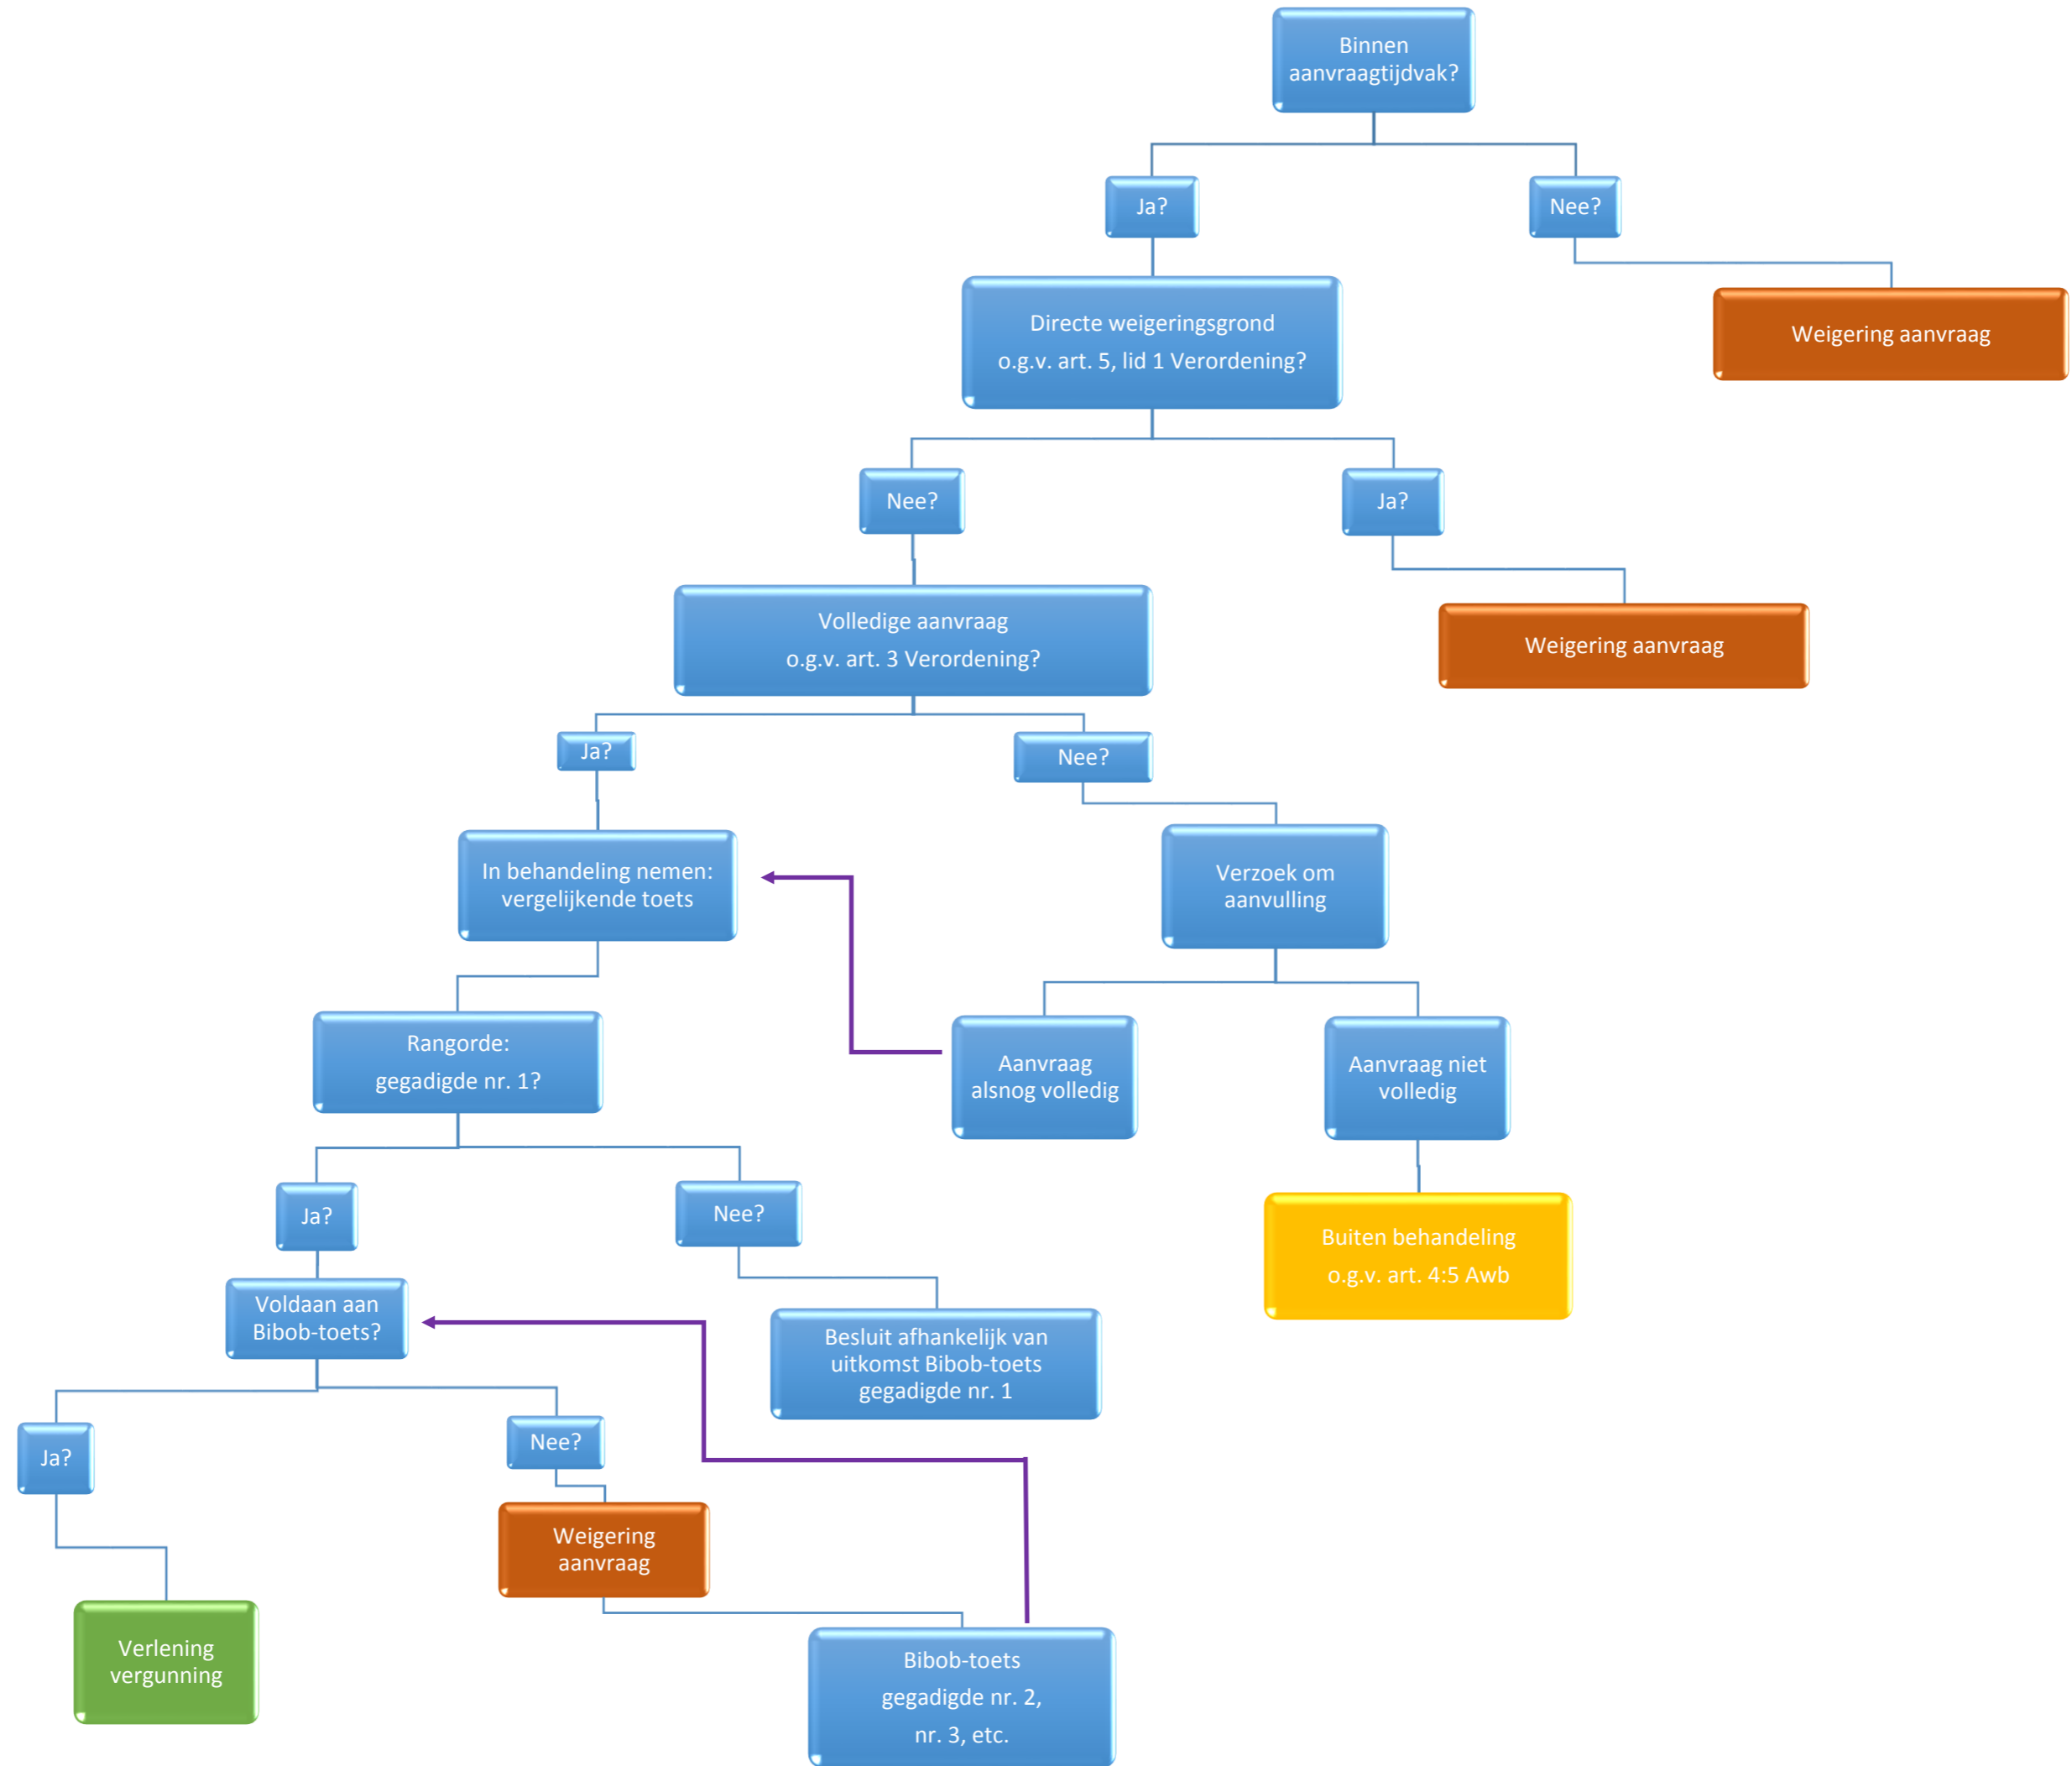 Binnen
aanvraagtijdvak?
Ja?
Nee?
Directe weigeringsgrond
o.g.v. art. 5, lid 1 Verordening?
Weigering aanvraag
Nee?
Ja?
Volledige aanvraag
o.g.v. art. 3 Verordening?
Weigering aanvraag
Ja?
Nee?
In behandeling nemen:
vergelijkende toets
Verzoek om
aanvulling
Rangorde:
gegadigde nr. 1?
Aanvraag
alsnog volledig
Aanvraag niet
volledig
Ja?
Nee?
Buiten behandeling
o.g.v. art. 4:5 Awb
Voldaan aan
Bibob-toets?
Besluit afhankelijk van
uitkomst Bibob-toets
gegadigde nr. 1
Ja?
Nee?
Weigering
aanvraag
Verlening
vergunning
Bibob-toets
gegadigde nr. 2,
nr. 3, etc.